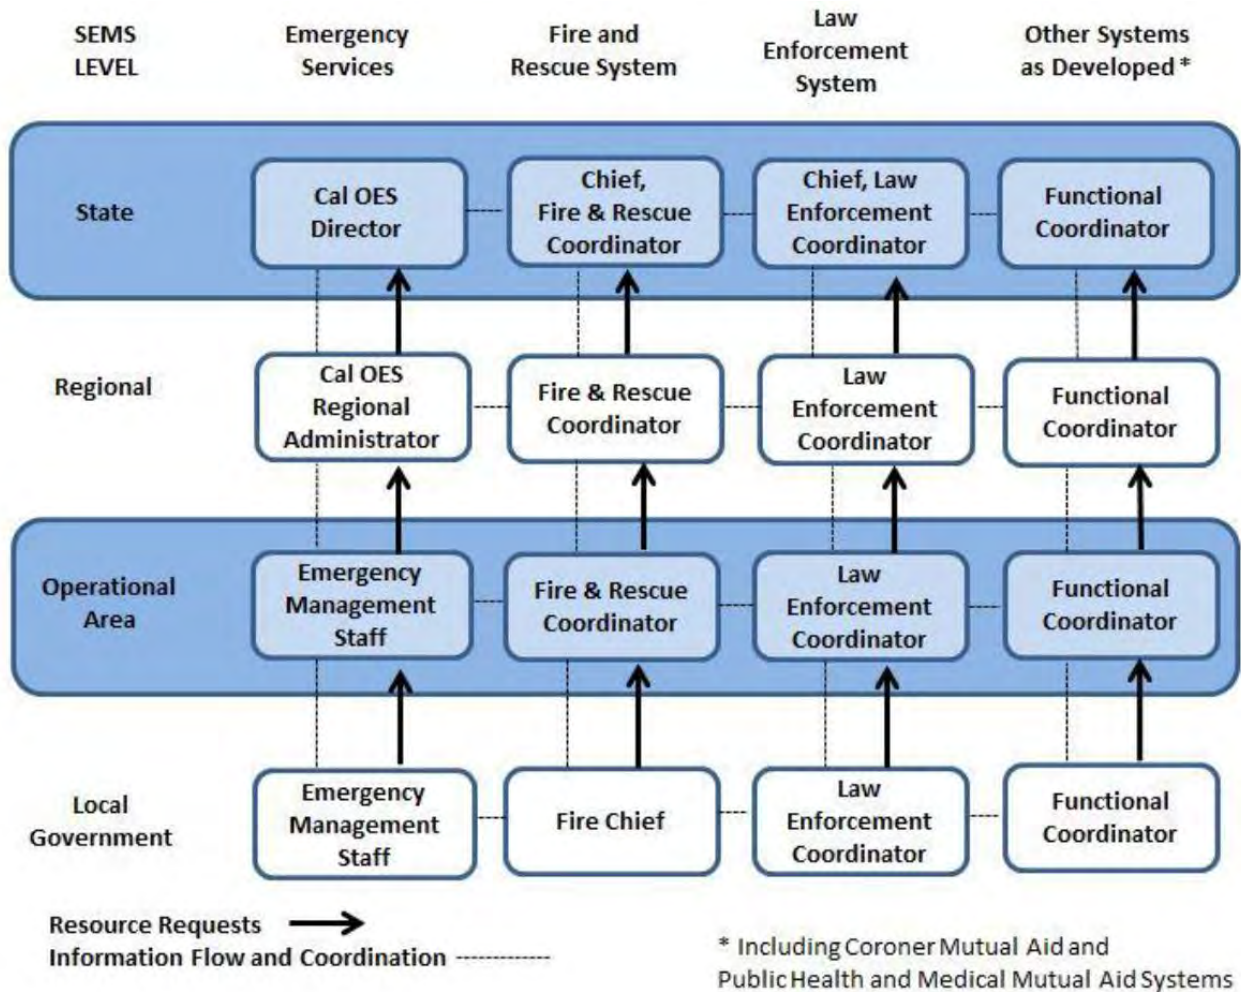 SEMS
LEVEL
Emergency
Services
Fire and
Rescue System
Law
Enforcement
System
Other Systems
as Developed *
State
Cal OES
Director
Chief,
Fire & Rescue
Coordinator
Chief, Law
Enforcement
Coordinator
Functional
Coordinator
Regional
Cal OES
Regional
Administrator
Fire & Rescue
Coordinator
Law
Enforcement
Coordinator
Functional
Coordinator
Operational
Area
Emergency
Management
Staff
Fire & Rescue
Coordinator
Law
Enforcement
Coordinator
Functional
Coordinator
Local
Government
Emergency
Management
Staff
Fire Chief
Law
Enforcement
Coordinator
Functional
Coordinator
Resource Requests
Information Flow and Coordination
* Including Coroner Mutual Aid and
Public Health and Medical Mutual Aid Systems